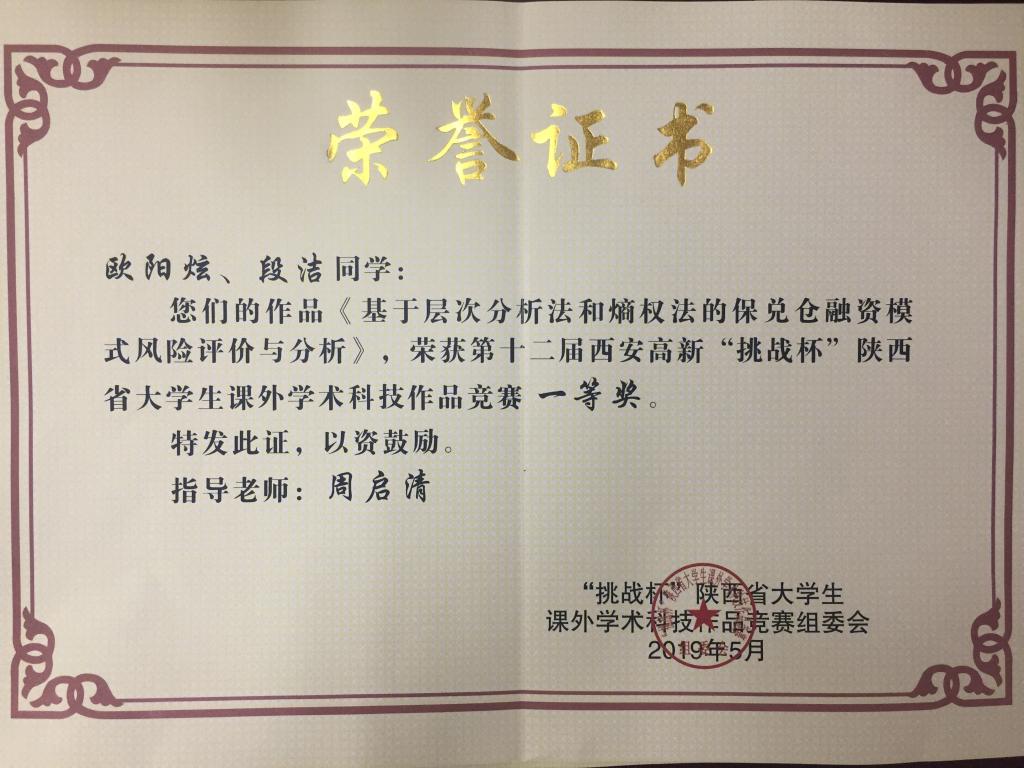 荣誉证书
欧阳炫、段洁同学：
您们的作品《基于层次分析法和熵权法的保兑仓融资模
式风险评价与分析》，荣获第十二届西安高新“挑战杯”陕西
省大学生课外学术科技作品竞赛一等奖。
特发此证，以资鼓励。
指导老师：周启清
“挑战杯”陕西省大学生
课外学术科技作品竞赛组委会
2019年5月
组委会